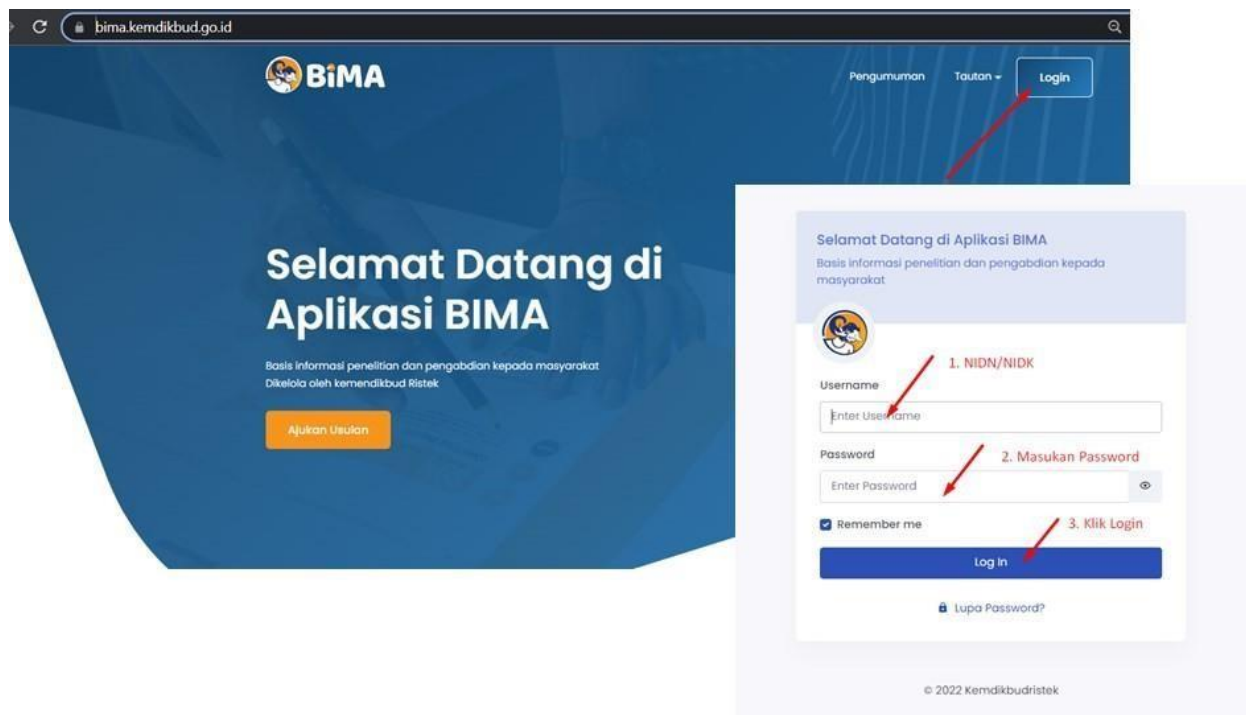 bima.kemdikbud.go.id
BiMA
Pengumuman
Tautan
Login
Selamat Datang di
Aplikasi BIMA
Basis informasi penelitian dan pengabdian kepada masyarakat
Dikelola oleh kemendikbud Ristek
Ajukan Usulan
Selamat Datang di Aplikasi BIMA
Basis informasi penelitian dan pengabdian kepada
masyarakat
1. NIDN/NIDK
Username
Enter Username
Password
2. Masukan Password
Enter Password
Remember me
3. Klik Login
Log In
Lupa Password?
© 2022 Kemdikbudristek